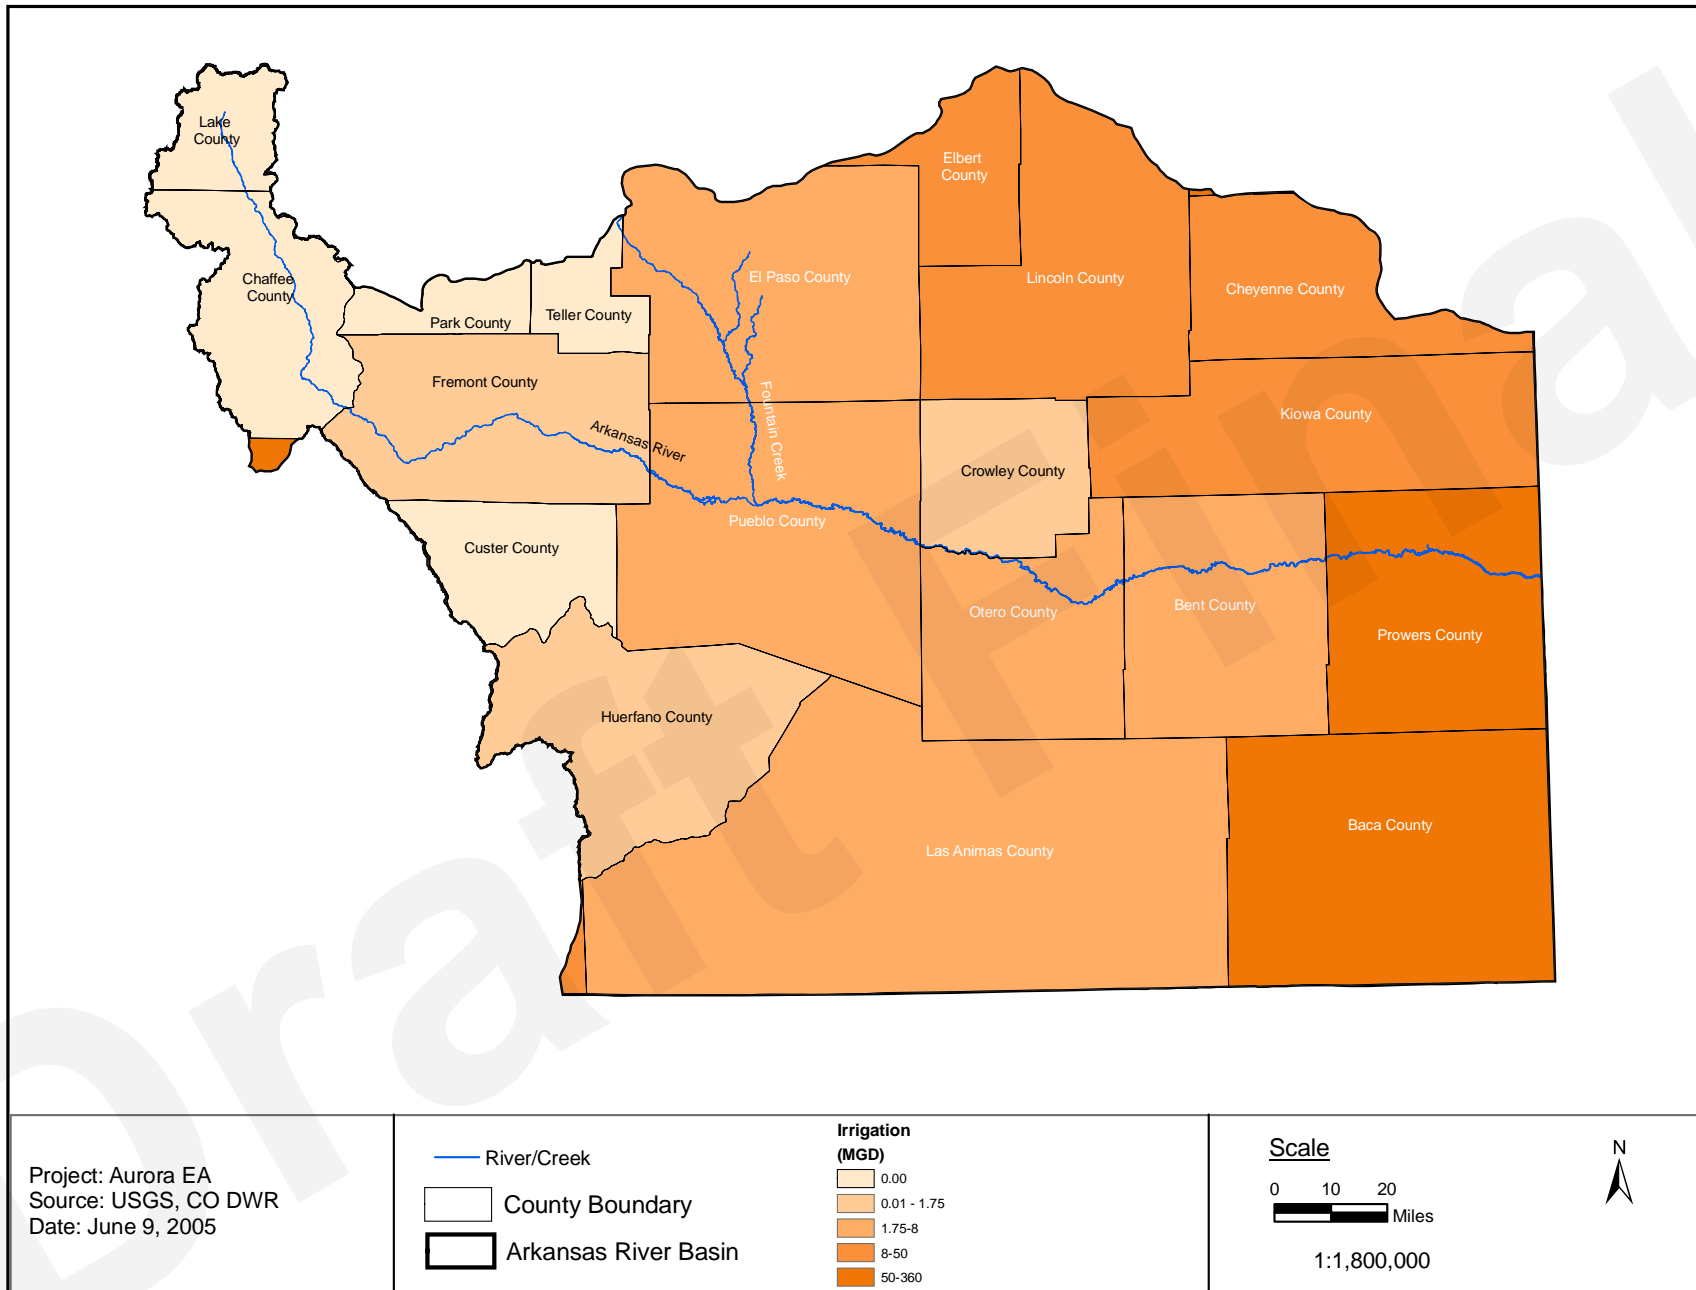 Lake
County
Elbert
County
Chaffee
County
El Paso County
Lincoln County
Cheyenne County
Park County
Teller County
Fremont County
Kiowa County
Fountain Creek
Arkansas River
Crowley County
Pueblo County
Custer County
Otero County
Bent County
Prowers County
Huerfano County
Las Animas County
Baca County
Draft Final
Project: Aurora EA
Source: USGS, CO DWR
Date: June 9, 2005
River/Creek
County Boundary
Arkansas River Basin
Irrigation
(MGD)
0.00
0.01 - 1.75
1.75-8
8-50
50-360
Scale
0 10 20
Miles
1:1,800,000
N